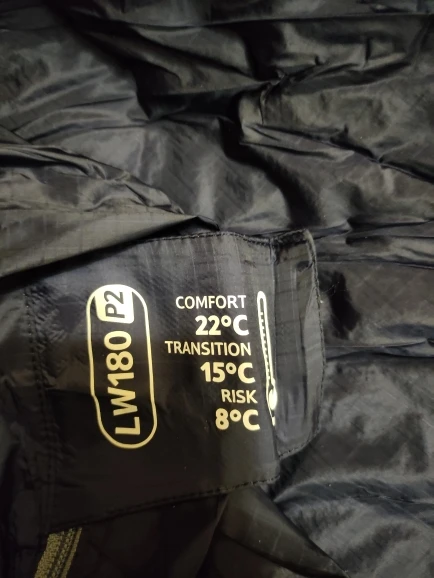 LW180 P2
COMFORT
22°C
TRANSITION
15°C
RISK
8°C